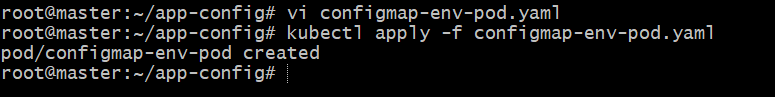 root@master:~/app-config# vi configmap-env-pod.yaml
root@master:~/app-config# kubectl apply -f configmap-env-pod.yaml
pod/configmap-env-pod created
root@master:~/app-config#